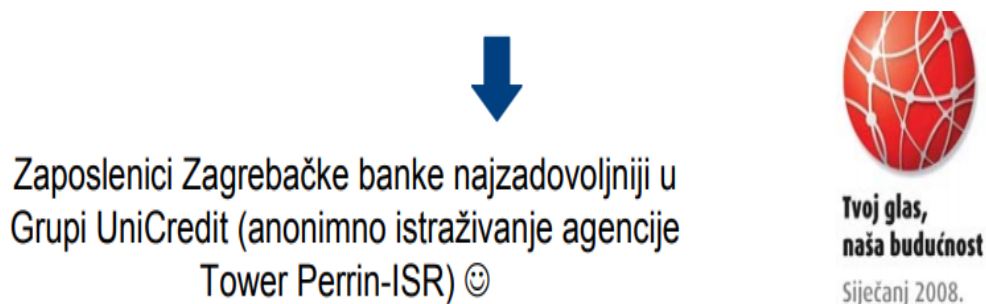 Zaposlenici Zagrebačke banke najzadovoljniji u
Grupi UniCredit (anonimno istraživanje agencije
Tower Perrin-ISR) ☺
Tvoj glas,
naša budućnost
Siječanj 2008.